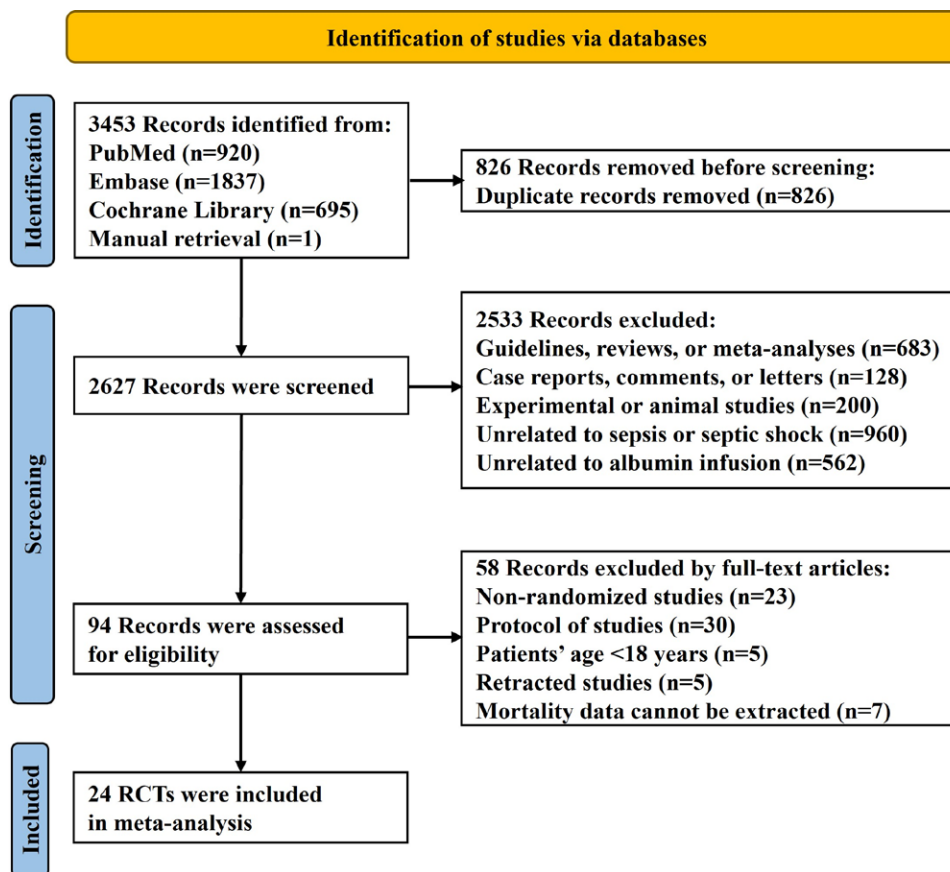 Identification of studies via databases
Identification
3453 Records identified from:
PubMed (n=920)
Embase (n=1837)
Cochrane Library (n=695)
Manual retrieval (n=1)
826 Records removed before screening:
Duplicate records removed (n=826)
Screening
2627 Records were screened
2533 Records excluded:
Guidelines, reviews, or meta-analyses (n=683)
Case reports, comments, or letters (n=128)
Experimental or animal studies (n=200)
Unrelated to sepsis or septic shock (n=960)
Unrelated to albumin infusion (n=562)
94 Records were assessed
for eligibility
58 Records excluded by full-text articles:
Non-randomized studies (n=23)
Protocol of studies (n=30)
Patients’ age <18 years (n=5)
Retracted studies (n=5)
Mortality data cannot be extracted (n=7)
Included
24 RCTs were included
in meta-analysis